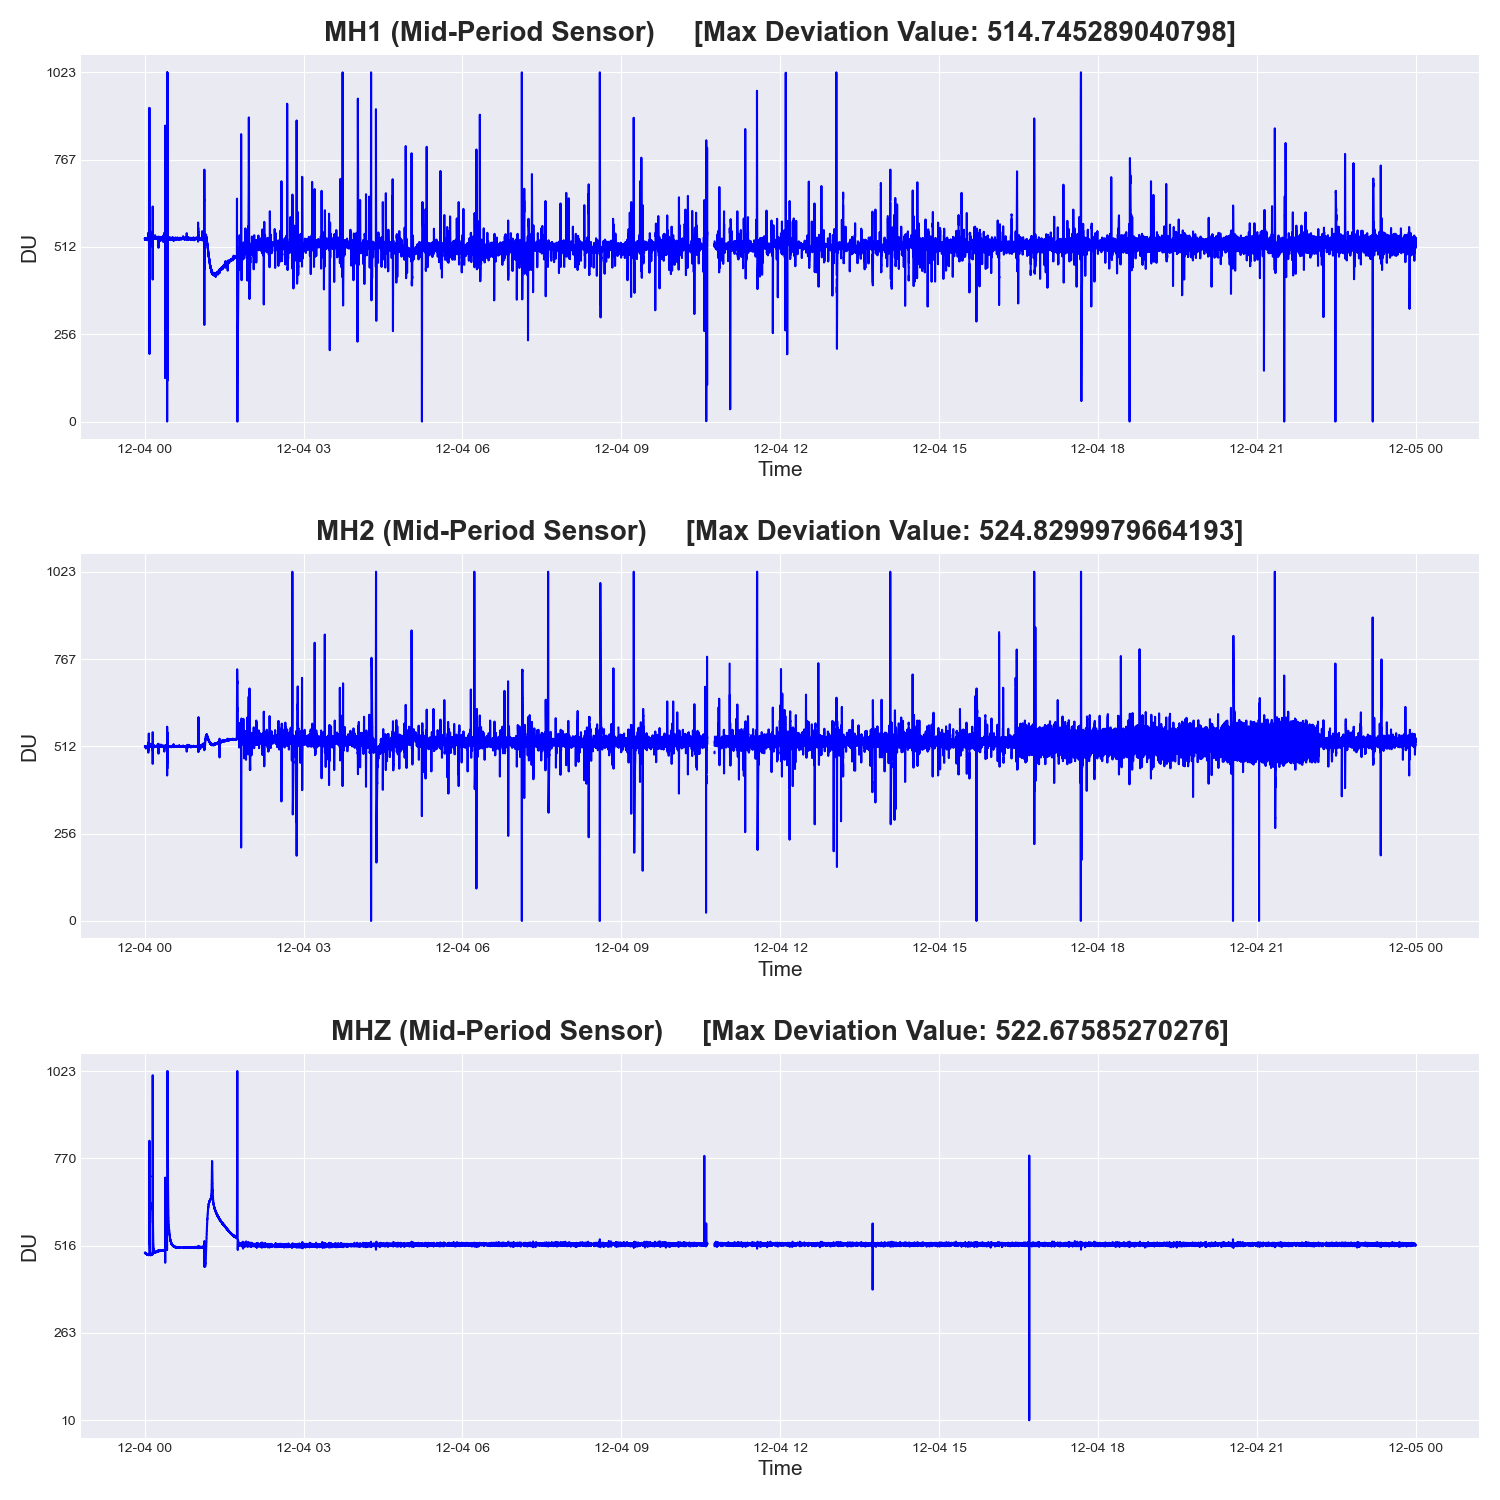 MH1 (Mid-Period Sensor)     [Max Deviation Value: 514.745289040798]
1023
767
512
256
0
DU
12-04 00 12-04 03 12-04 06 12-04 09 12-04 12 12-04 15 12-04 18 12-04 21 12-05 00
Time
MH2 (Mid-Period Sensor)     [Max Deviation Value: 524.8299979664193]
1023
767
512
256
0
DU
12-04 00 12-04 03 12-04 06 12-04 09 12-04 12 12-04 15 12-04 18 12-04 21 12-05 00
Time
MHZ (Mid-Period Sensor)     [Max Deviation Value: 522.67585270276]
1023
770
516
263
10
DU
12-04 00 12-04 03 12-04 06 12-04 09 12-04 12 12-04 15 12-04 18 12-04 21 12-05 00
Time